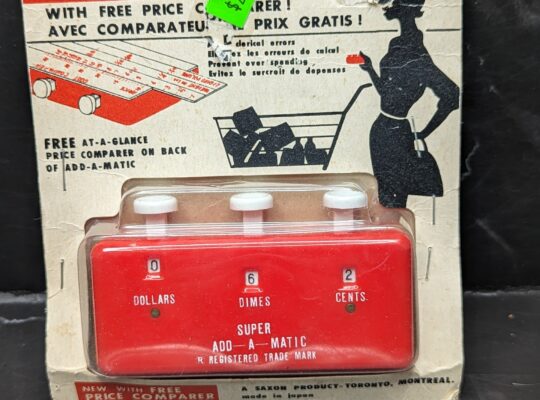 WITH FREE PRICE COMPARER!
AVEC COMPARATEUR PRIX GRATIS!
clerical errors
les erreurs de calcul
Prevent over spending
Evitez le surcroit de depenses
FREE AT-A-GLANCE
PRICE COMPARER ON BACK
OF ADD-A-MATIC
0 6 2
DOLLARS DIMES CENTS
SUPER
ADD-A-MATIC
R REGISTERED TRADE MARK
NEW WITH FREE
PRICE COMPARER
A SAXON PRODUCT-TORONTO, MONTREAL.
made in japan